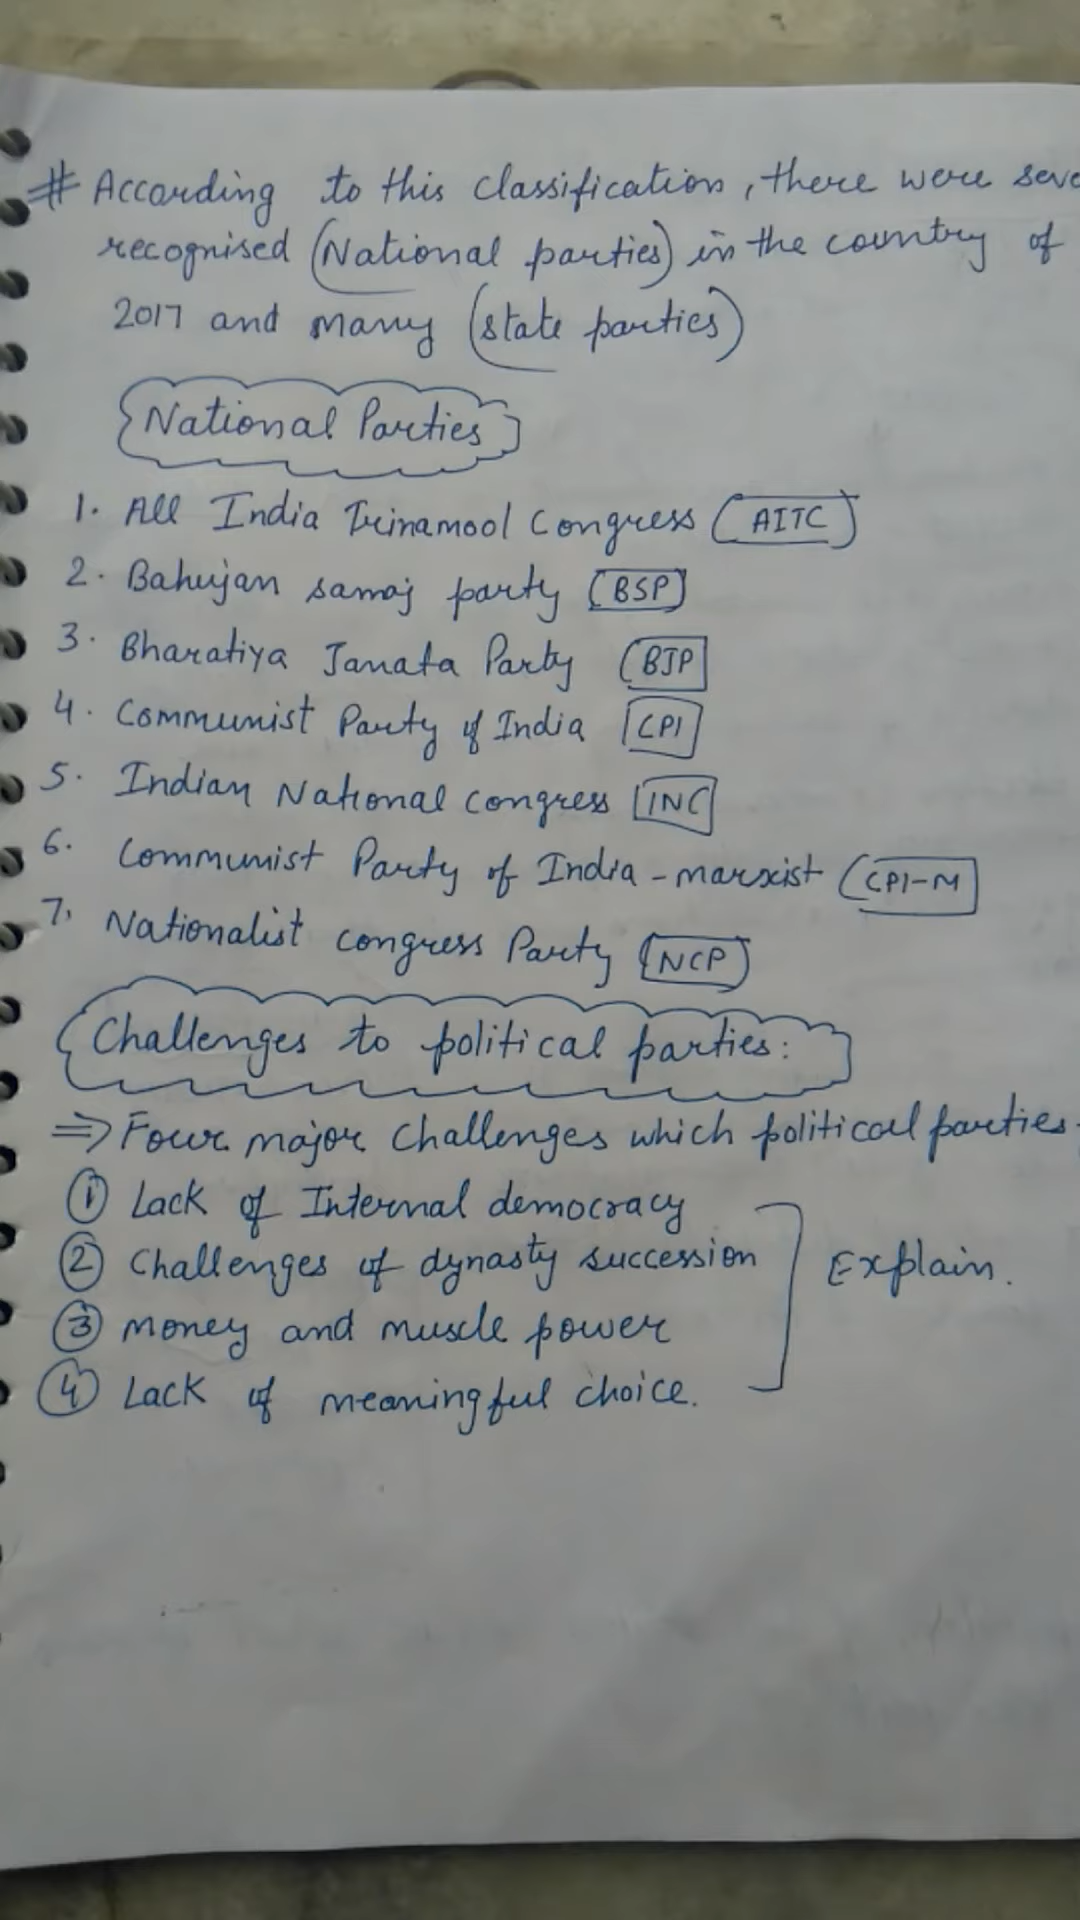 # According to this classification, there were seve
recognised (National parties) in the country of
2017 and many (state parties)
National Parties
1. All India Trinamool Congress (AITC)
2. Bahujan samaj party (BSP)
3. Bharatiya Janata Party (BJP
4. Communist Party of India [CPI]
5. Indian National congress [INC]
6. Communist Party of India - marxist (CPI-M
7. Nationalist congress Party (NCP)
Challenges to political parties:
⇒ Four major challenges which political parties
① Lack of Internal democracy
② Challenges of dynasty succession
Explain.
③ money and muscle power
④ Lack of meaningful choice.